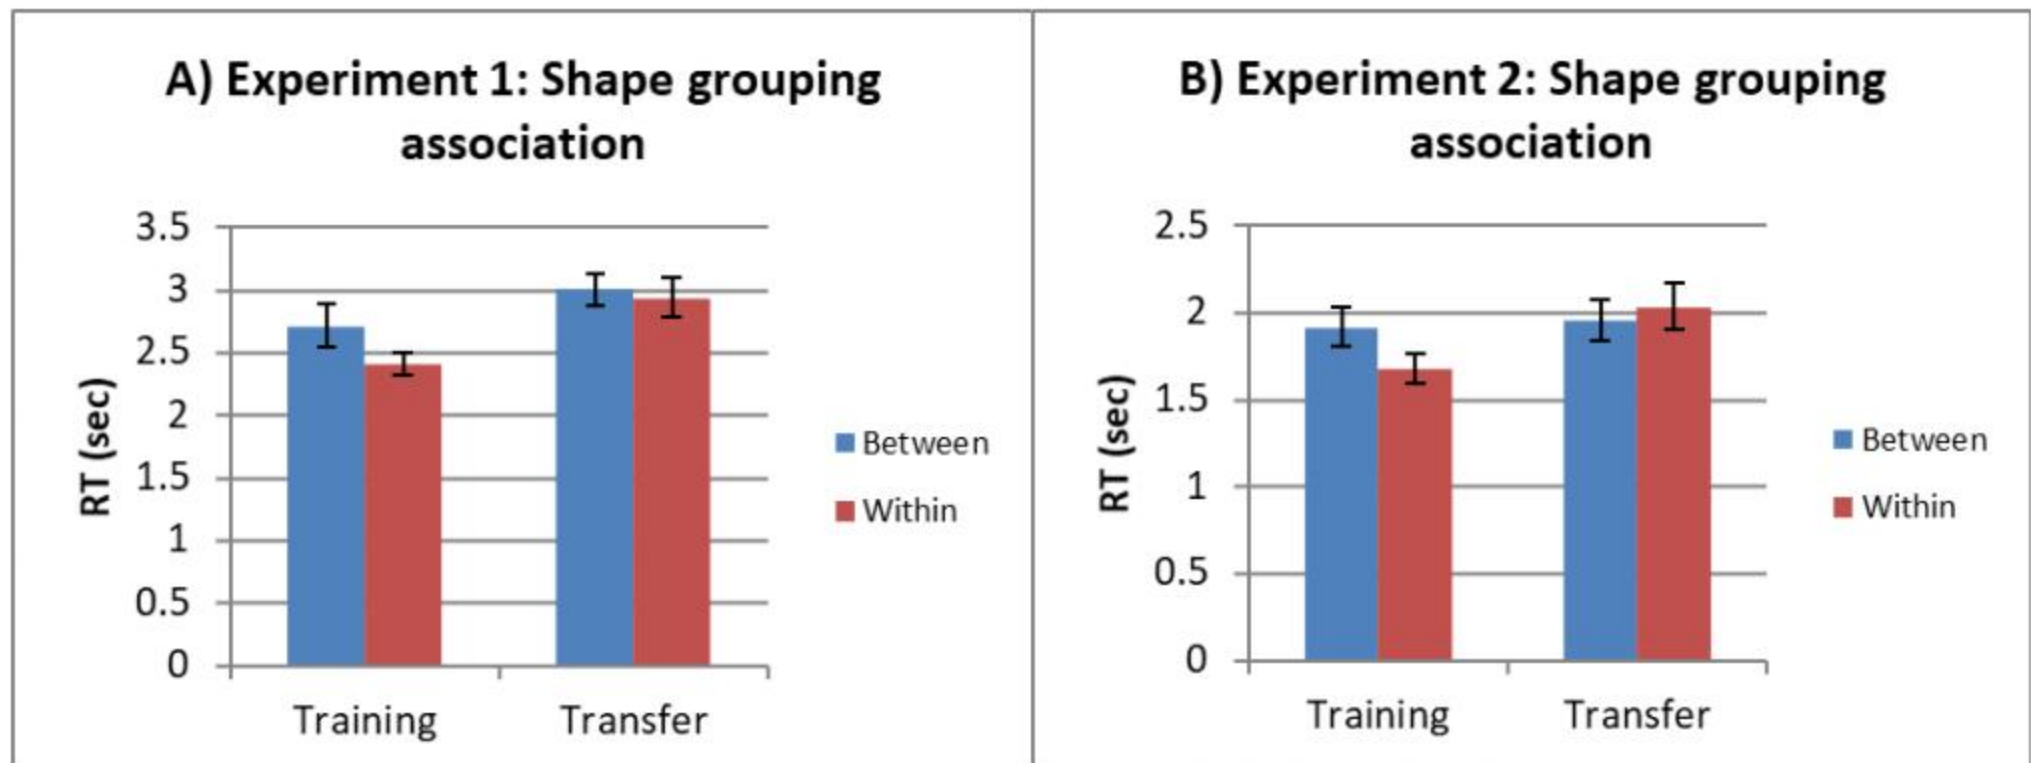 A) Experiment 1: Shape grouping
association
3.5
3
2.5
2
1.5
1
0.5
0
RT (sec)
Training
Transfer
Between
Within
B) Experiment 2: Shape grouping
association
2.5
2
1.5
1
0.5
0
RT (sec)
Training
Transfer
Between
Within